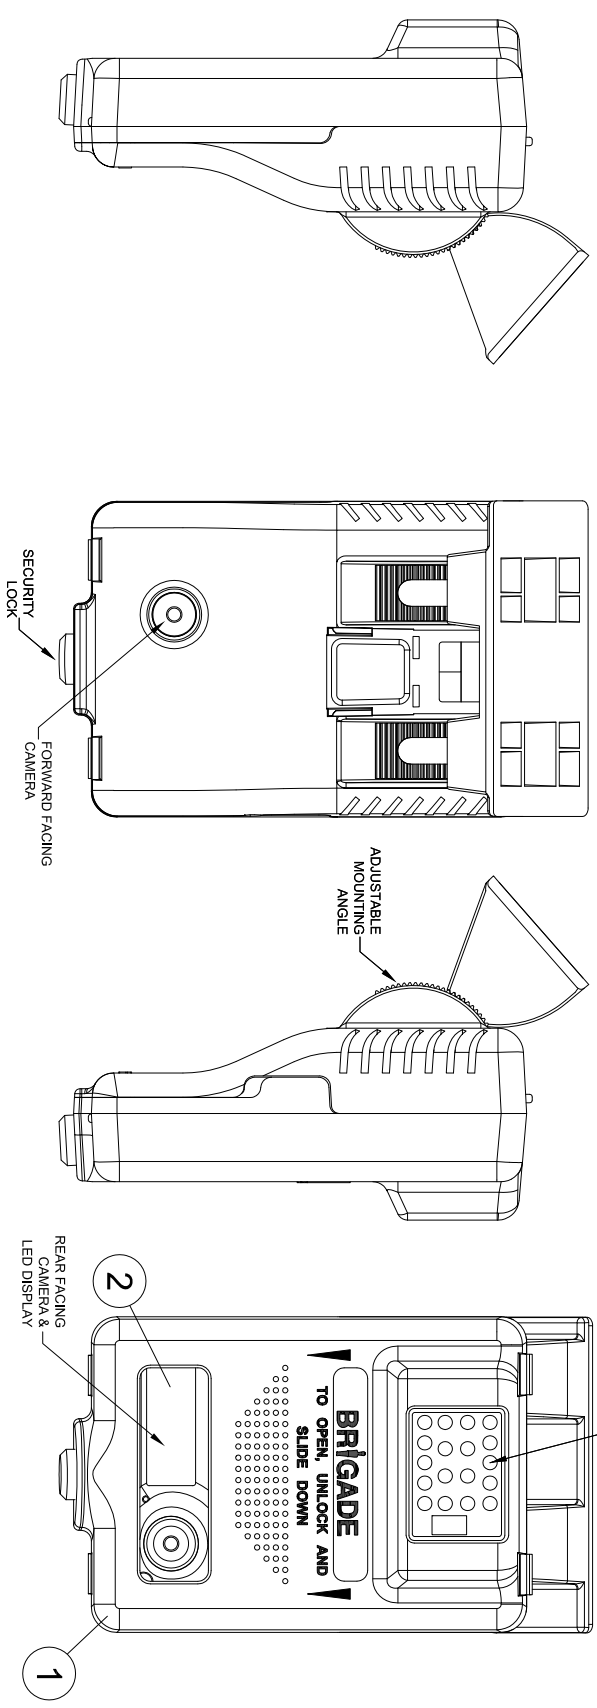 SECURITY
LOCK
FORWARD FACING
CAMERA
ADJUSTABLE
MOUNTING
ANGLE
REAR FACING
CAMERA &
LED DISPLAY
2
BRIGADE
TO OPEN, UNLOCK AND
SLIDE DOWN
1